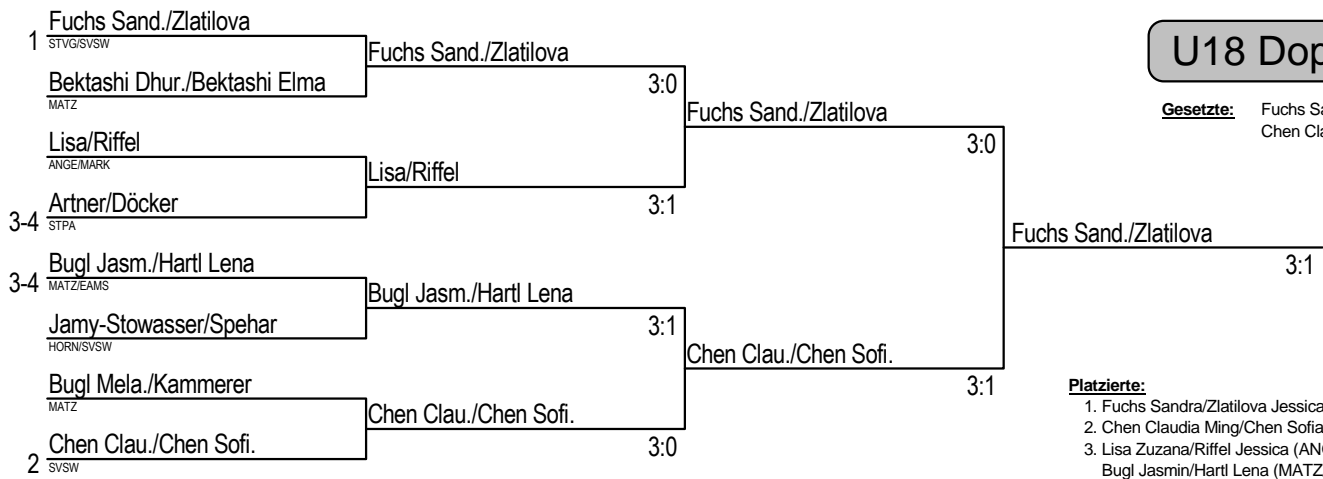 Fuchs Sand./Zlatilova
1 STVG/SVSW
Bektashi Dhur./Bektashi Elma
MATZ
Lisa/Riffel
ANGE/MARK
Artner/Döcker
3-4 STPA
Bugl Jasm./Hartl Lena
3-4 MATZ/EAMS
Jamy-Stowasser/Spehar
HORN/SVSW
Bugl Mela./Kammerer
MATZ
Chen Clau./Chen Sofi.
2 SVSW
Fuchs Sand./Zlatilova
3:0
Lisa/Riffel
3:1
Bugl Jasm./Hartl Lena
3:1
Chen Clau./Chen Sofi.
3:0
Fuchs Sand./Zlatilova
3:0
Chen Clau./Chen Sofi.
3:1
Fuchs Sand./Zlatilova
3:1
U18 Dop
Gesetzte: Fuchs Sa
Chen Cla
Platzierte:
1. Fuchs Sandra/Zlatilova Jessica
2. Chen Claudia Ming/Chen Sofia
3. Lisa Zuzana/Riffel Jessica (ANG
Bugl Jasmin/Hartl Lena (MATZ/